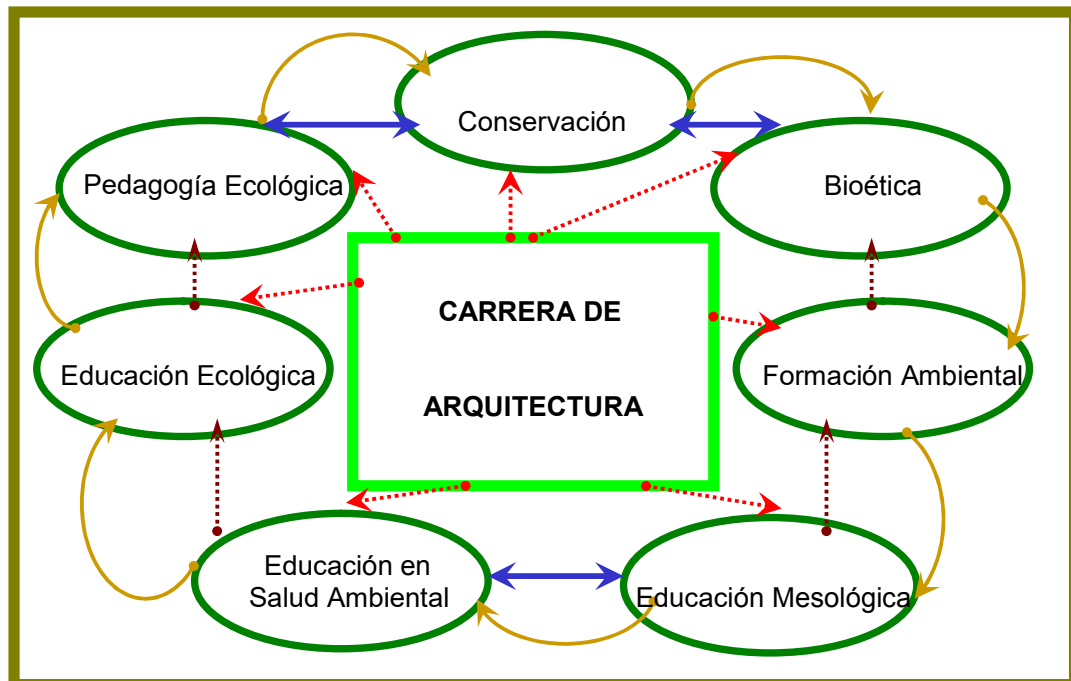 Conservación
Pedagogía Ecológica
Bioética
CARRERA DE
ARQUITECTURA
Educación Ecológica
Formación Ambiental
Educación en
Salud Ambiental
Educación Mesológica